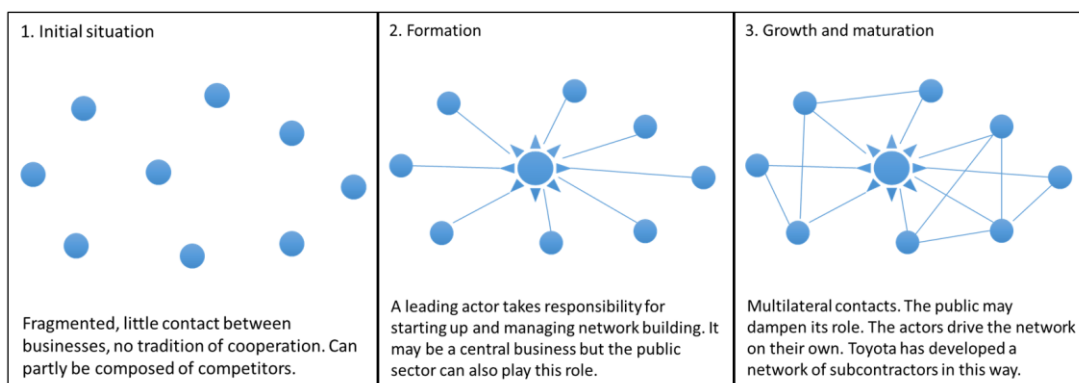 1. Initial situation
Fragmented, little contact between
businesses, no tradition of cooperation. Can
partly be composed of competitors.
2. Formation
A leading actor takes responsibility for
starting up and managing network building. It
may be a central business but the public
sector can also play this role.
3. Growth and maturation
Multilateral contacts. The public may
dampen its role. The actors drive the network
on their own. Toyota has developed a
network of subcontractors in this way.